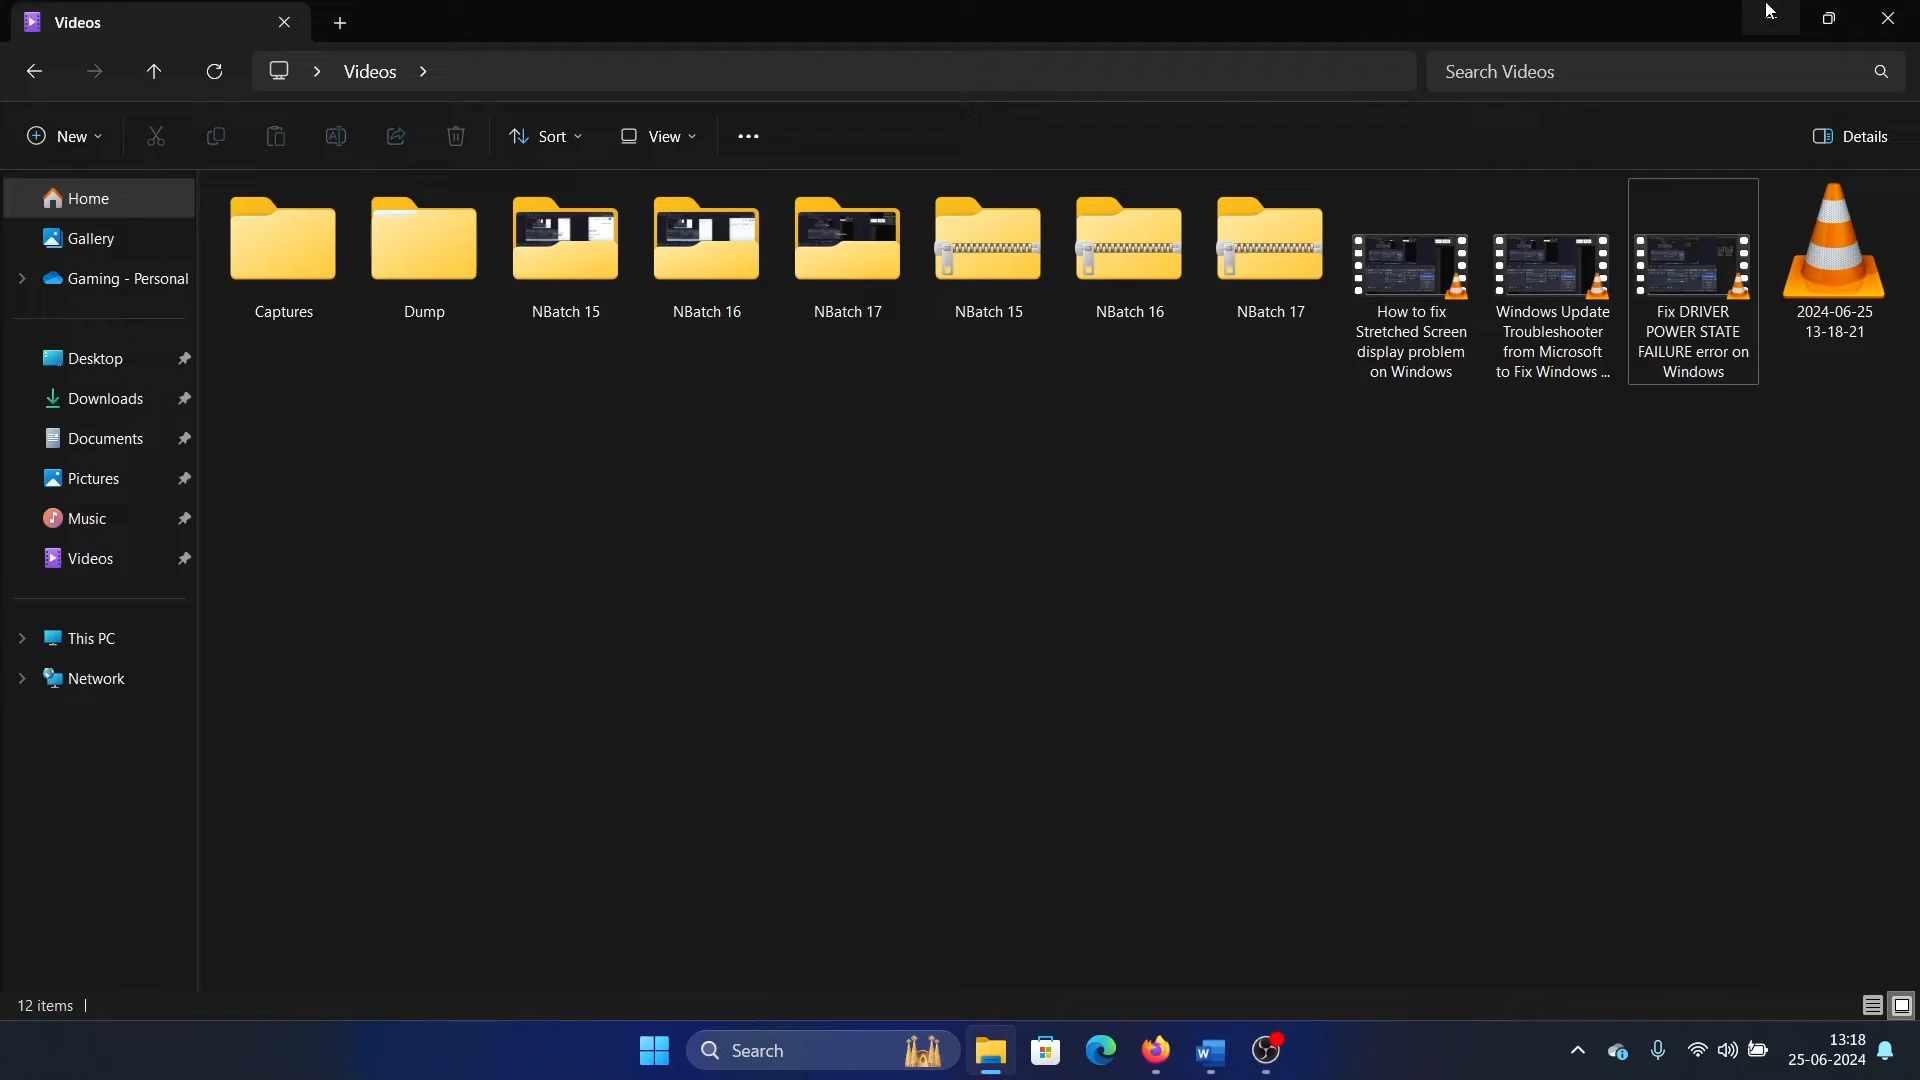 Videos
Videos
Search Videos
New
Sort
View
Details
Home
Gallery
Gaming - Personal
Desktop
Downloads
Documents
Pictures
Music
Videos
This PC
Network
Captures
Dump
NBatch 15
NBatch 16
NBatch 17
NBatch 15
NBatch 16
NBatch 17
How to fix
Stretched Screen
display problem
on Windows
Windows Update
Troubleshooter
from Microsoft
to Fix Windows ...
Fix DRIVER
POWER STATE
FAILURE error on
Windows
2024-06-25
13-18-21
12 items
Search
13:18
25-06-2024